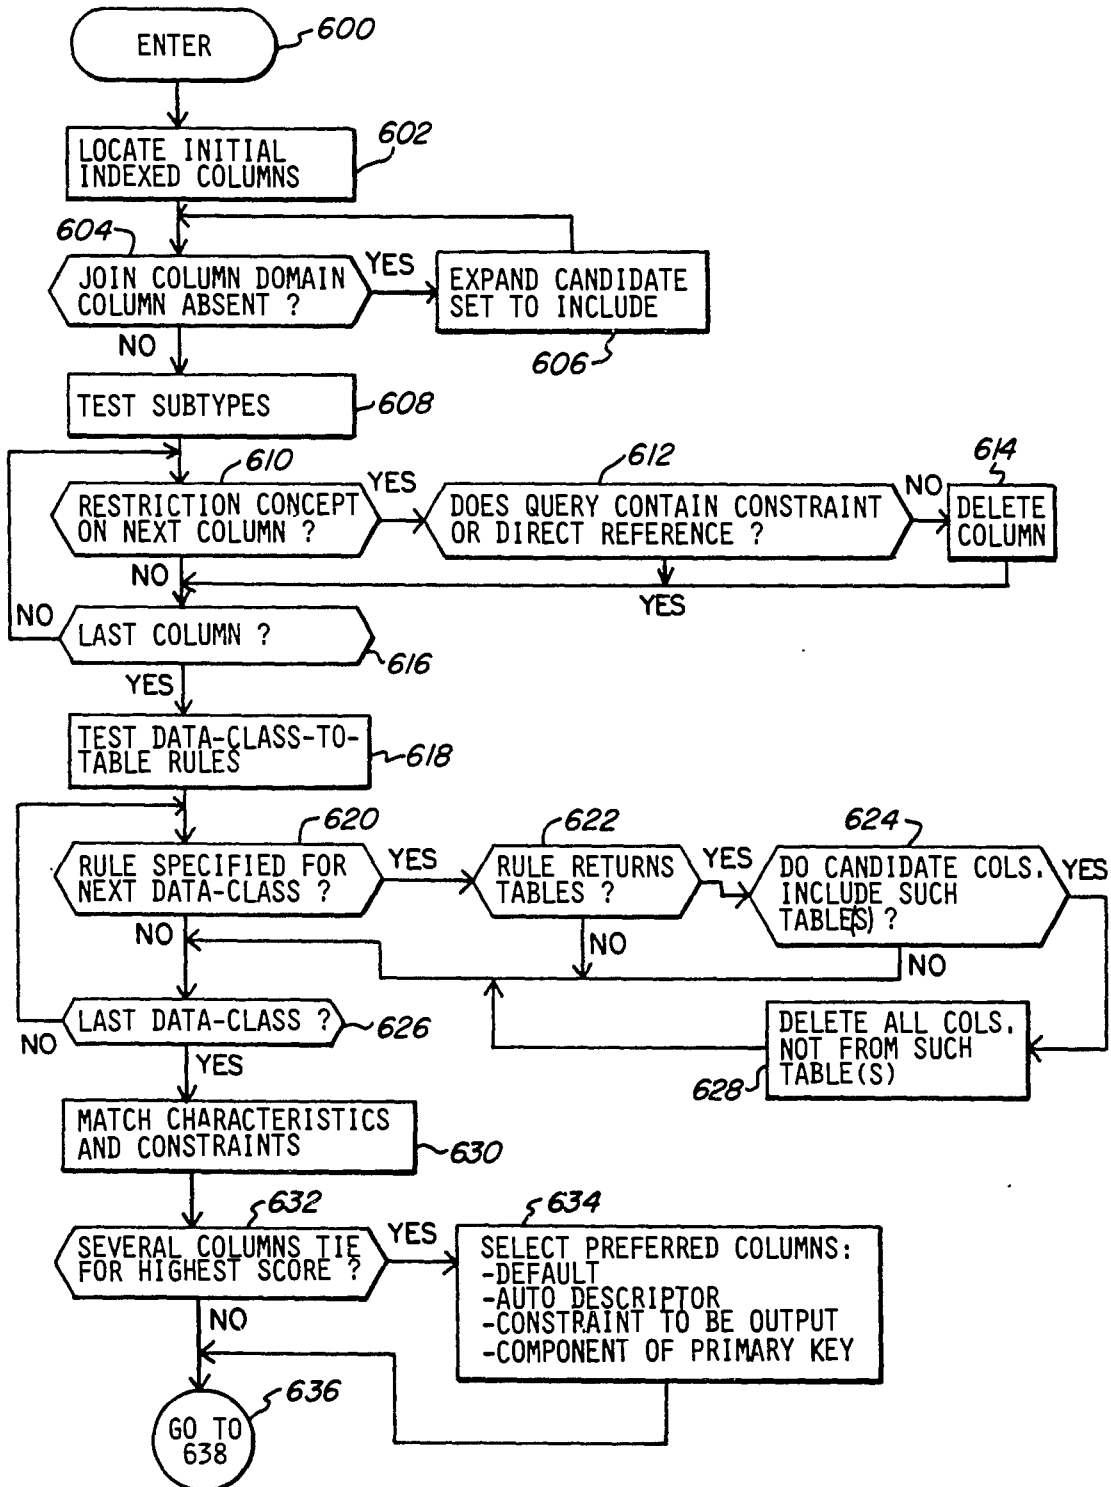 ENTER
600
LOCATE INITIAL
INDEXED COLUMNS
602
604
JOIN COLUMN DOMAIN
COLUMN ABSENT ?
YES
EXPAND CANDIDATE
SET TO INCLUDE
606
NO
TEST SUBTYPES
608
610
RESTRICTION CONCEPT
ON NEXT COLUMN ?
YES
612
DOES QUERY CONTAIN CONSTRAINT
OR DIRECT REFERENCE ?
NO
614
DELETE
COLUMN
NO
YES
NO
LAST COLUMN ?
616
YES
TEST DATA-CLASS-TO-
TABLE RULES
618
620
RULE SPECIFIED FOR
NEXT DATA-CLASS ?
YES
622
RULE RETURNS
TABLES ?
YES
624
DO CANDIDATE COLS.
INCLUDE SUCH
TABLE(S) ?
YES
NO
NO
NO
LAST DATA-CLASS ?
626
NO
YES
DELETE ALL COLS.
NOT FROM SUCH
TABLE(S)
628
MATCH CHARACTERISTICS
AND CONSTRAINTS
630
632
SEVERAL COLUMNS TIE
FOR HIGHEST SCORE ?
YES
634
SELECT PREFERRED COLUMNS:
-DEFAULT
-AUTO DESCRIPTOR
-CONSTRAINT TO BE OUTPUT
-COMPONENT OF PRIMARY KEY
NO
636
GO TO
638